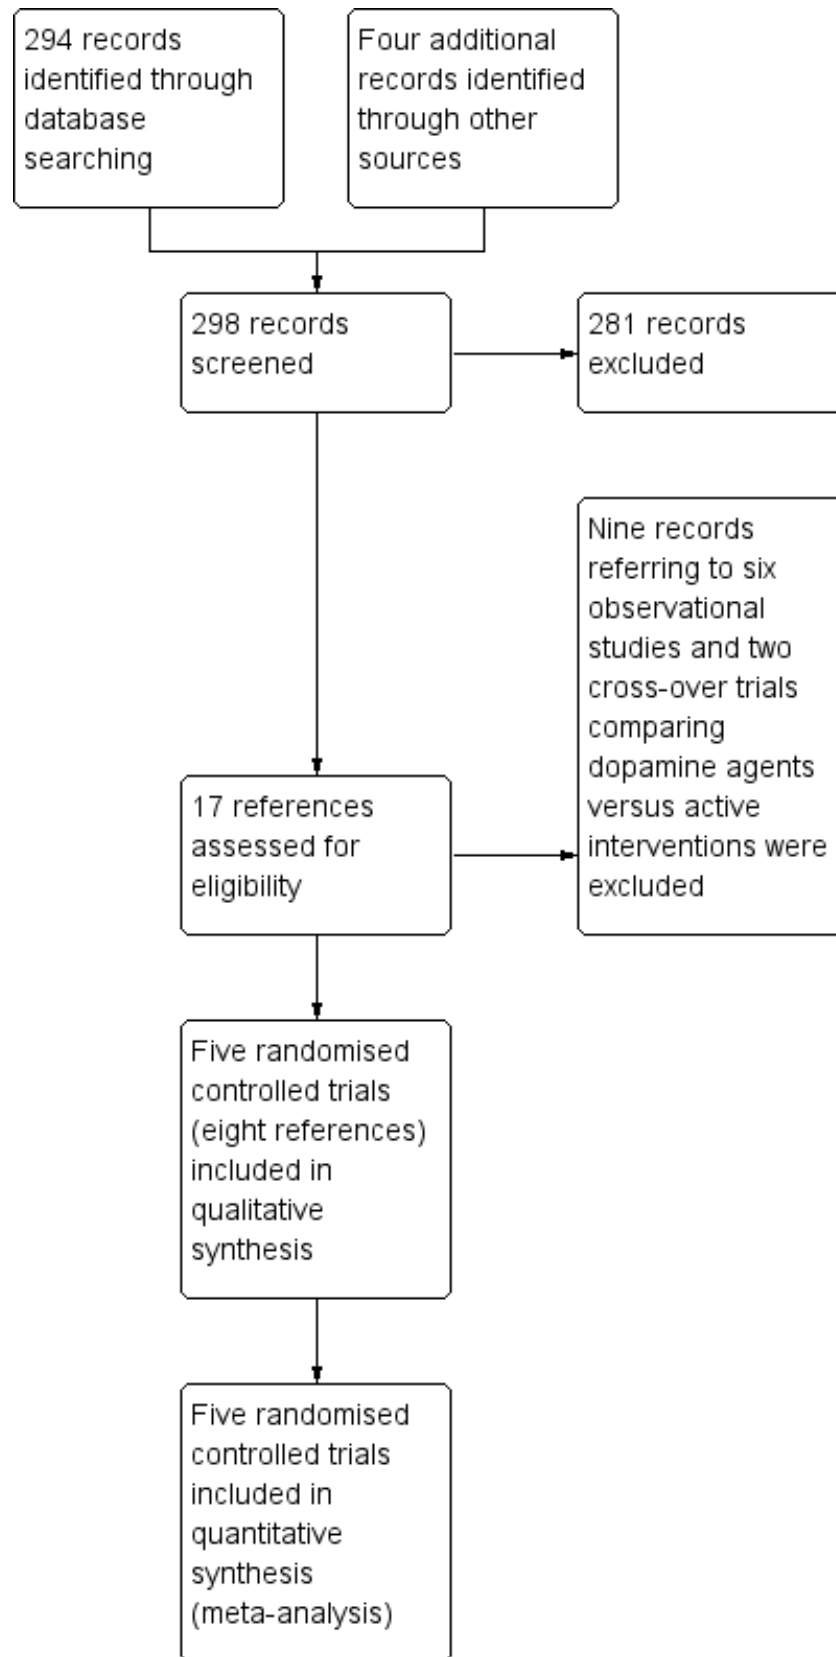 294 records
identified through
database
searching
Four additional
records identified
through other
sources
298 records
screened
281 records
excluded
Nine records
referring to six
observational
studies and two
cross-over trials
comparing
dopamine agents
versus active
interventions were
excluded
17 references
assessed for
eligibility
Five randomised
controlled trials
(eight references)
included in
qualitative
synthesis
Five randomised
controlled trials
included in
quantitative
synthesis
(meta-analysis)